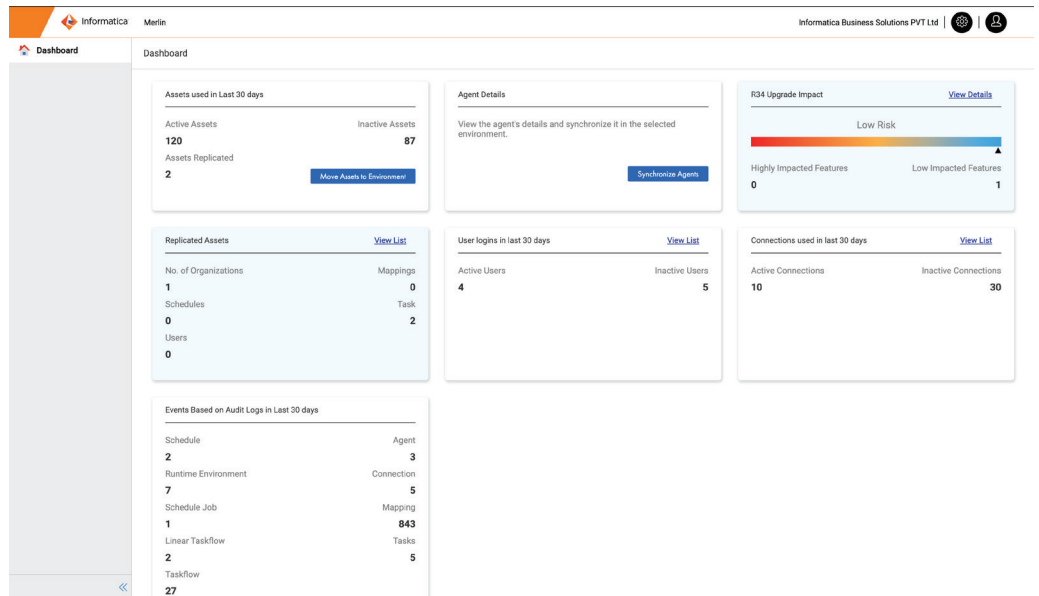 Informatica
Merlin
Informatica Business Solutions PVT Ltd
Dashboard
Dashboard
Assets used in Last 30 days
Active Assets
Inactive Assets
120
87
Assets Replicated
2
Move Assets to Environment
Agent Details
View the agent's details and synchronize it in the selected
environment.
Synchronize Agents
R34 Upgrade Impact
View Details
Low Risk
Highly Impacted Features
Low Impacted Features
0
1
Replicated Assets
View List
No. of Organizations
Mappings
1
0
Schedules
Task
0
2
Users
0
User logins in last 30 days
View List
Active Users
Inactive Users
4
5
Connections used in last 30 days
View List
Active Connections
Inactive Connections
10
30
Events Based on Audit Logs in Last 30 days
Schedule
Agent
2
3
Runtime Environment
Connection
7
5
Schedule Job
Mapping
1
843
Linear Taskflow
Tasks
2
5
Taskflow
27